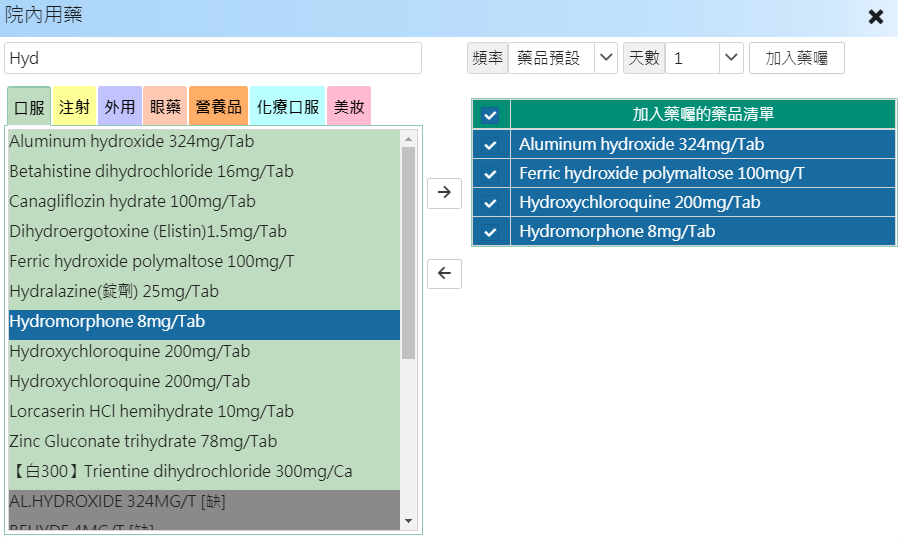 院內用藥
Hyd
頻率 藥品預設 天數 1 加入藥囑
口服 注射 外用 眼藥 營養品 化療口服 美妝
Aluminum hydroxide 324mg/Tab
Betahistine dihydrochloride 16mg/Tab
Canagliflozin hydrate 100mg/Tab
Dihydroergotoxine (Elistin)1.5mg/Tab
Ferric hydroxide polymaltose 100mg/T
Hydralazine(錠劑) 25mg/Tab
Hydromorphone 8mg/Tab
Hydroxychloroquine 200mg/Tab
Hydroxychloroquine 200mg/Tab
Lorcaserin HCl hemihydrate 10mg/Tab
Zinc Gluconate trihydrate 78mg/Tab
【白300】Trientine dihydrochloride 300mg/Ca
AL.HYDROXIDE 324MG/T [缺]
BEHYDE 4MG/T [缺]
加入藥囑的藥品清單
Aluminum hydroxide 324mg/Tab
Ferric hydroxide polymaltose 100mg/T
Hydroxychloroquine 200mg/Tab
Hydromorphone 8mg/Tab